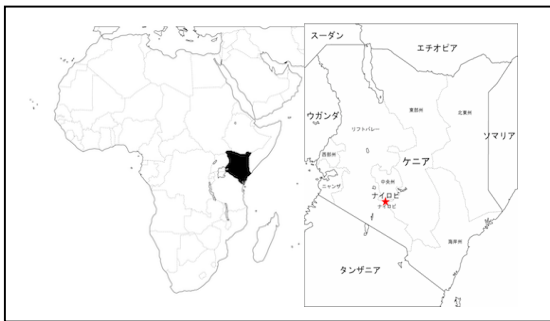 スーダン
エチオピア
ウガンダ
東部州
北東州
ソマリア
リフトバレー
西部州
ケニア
中央州
ニャンザ
ナイロビ
ナイロビ
海岸州
タンザニア